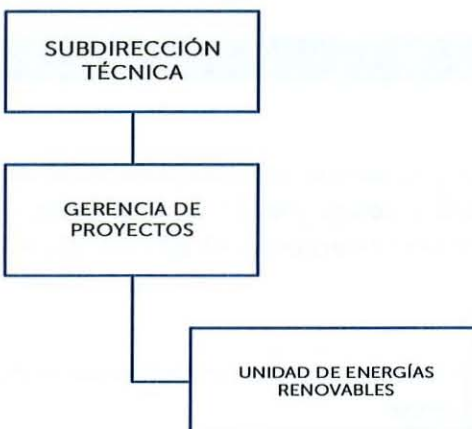 SUBDIRECCIÓN
TÉCNICA
GERENCIA DE
PROYECTOS
UNIDAD DE ENERGÍAS
RENOVABLES